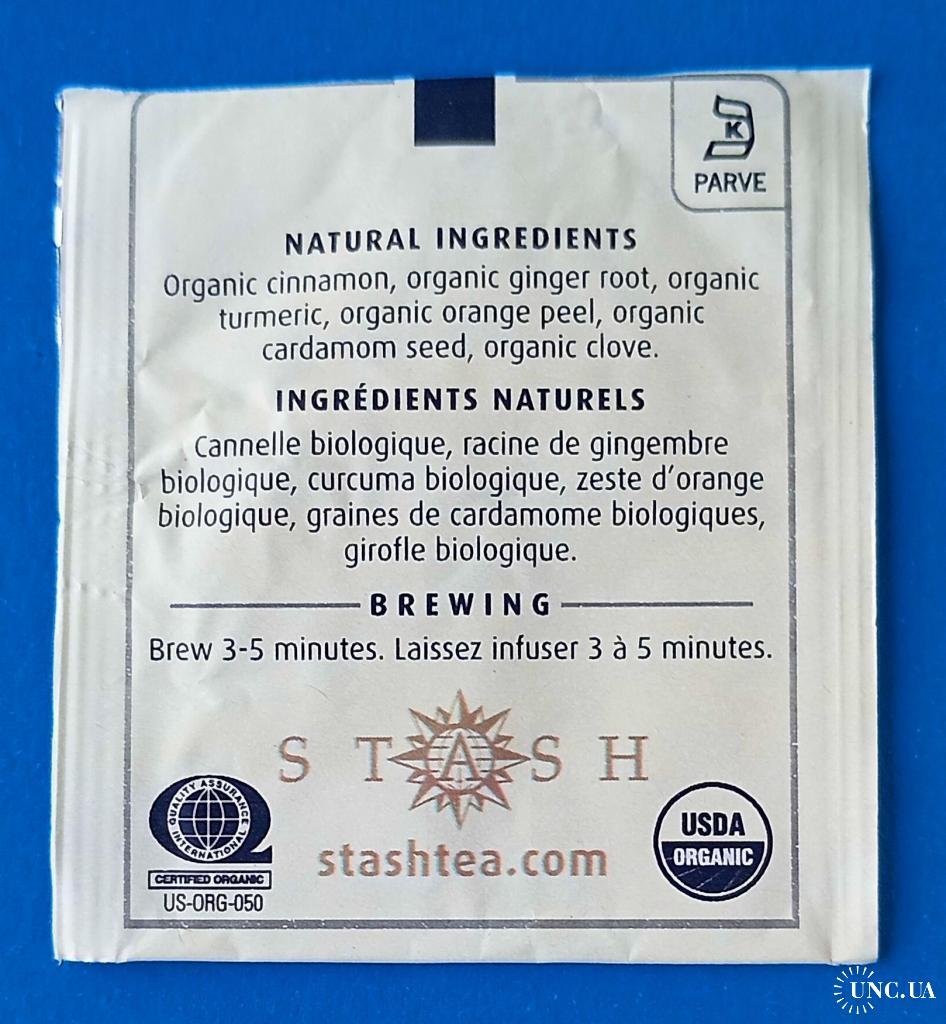 K
PARVE
NATURAL INGREDIENTS
Organic cinnamon, organic ginger root, organic
turmeric, organic orange peel, organic
cardamom seed, organic clove.
INGRÉDIENTS NATURELS
Cannelle biologique, racine de gingembre
biologique, curcuma biologique, zeste d'orange
biologique, graines de cardamome biologiques,
girofle biologique.
BREWING
Brew 3-5 minutes. Laissez infuser 3 à 5 minutes.
STASH
stashtea.com
QUALITY ASSURANCE
INTERNATIONAL
CERTIFIED ORGANIC
US-ORG-050
USDA
ORGANIC
UNC.UA